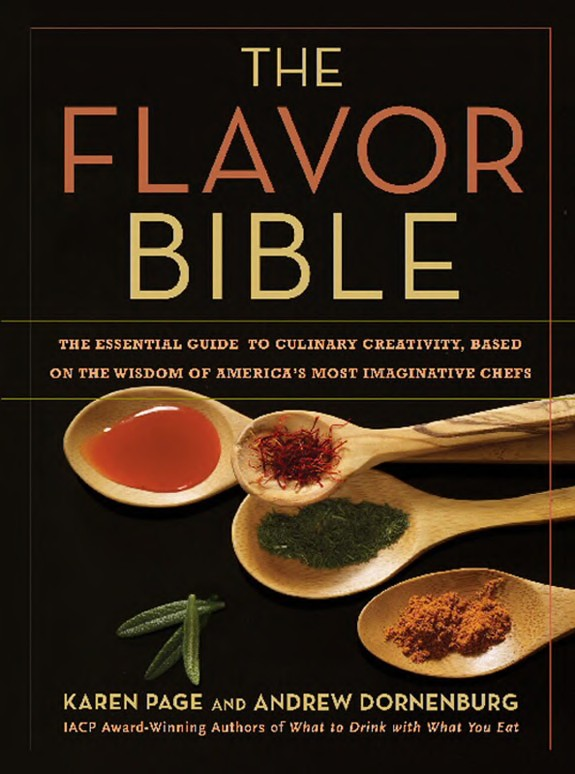 THE
FLAVOR
BIBLE
THE ESSENTIAL GUIDE TO CULINARY CREATIVITY, BASED
ON THE WISDOM OF AMERICA'S MOST IMAGINATIVE CHEFS
KAREN PAGE AND ANDREW DORNENBURG
IACP Award-Winning Authors of What to Drink with What You Eat